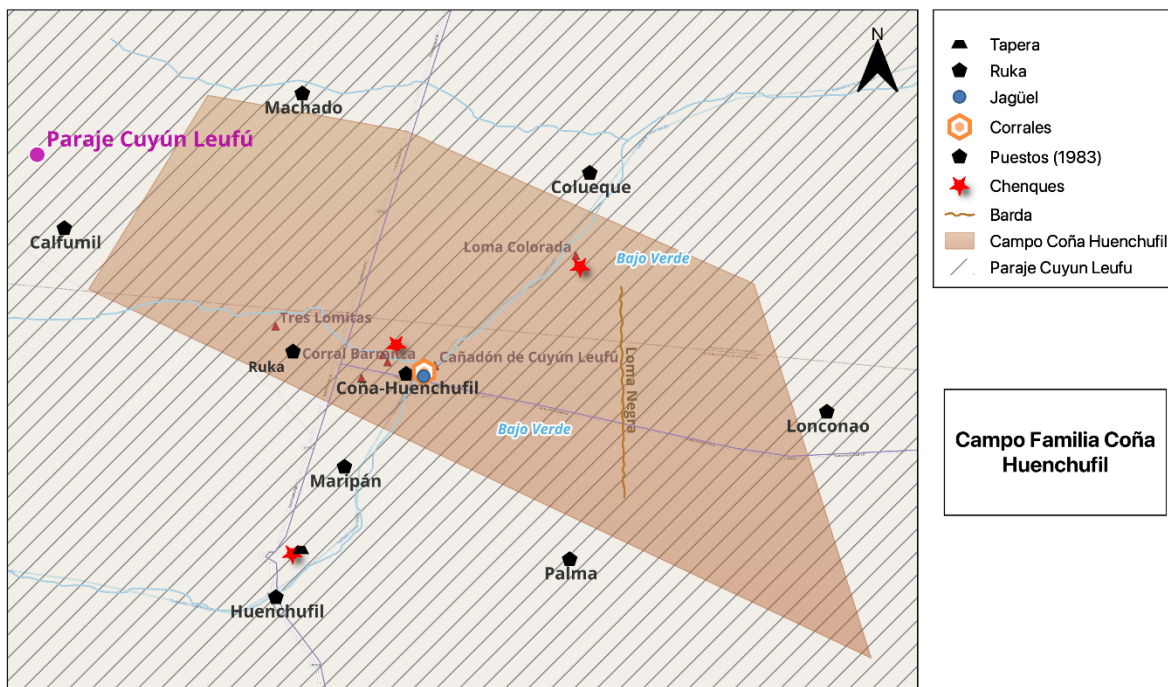 N
Machado
Paraje Cuyún Leufú
Colueque
Calfumil
Loma Colorada
Bajo Verde
Tres Lomitas
Corral Barranca
Cañadón de Cuyún Leufú
Ruka
Coña-Huenchufil
Loma Negra
Bajo Verde
Lonconao
Maripán
Palma
Huenchufil
Tapera
Ruka
Jagüel
Corrales
Puestos (1983)
Chenques
Barda
Campo Coña Huenchufil
Paraje Cuyun Leufu
Campo Familia Coña
Huenchufil